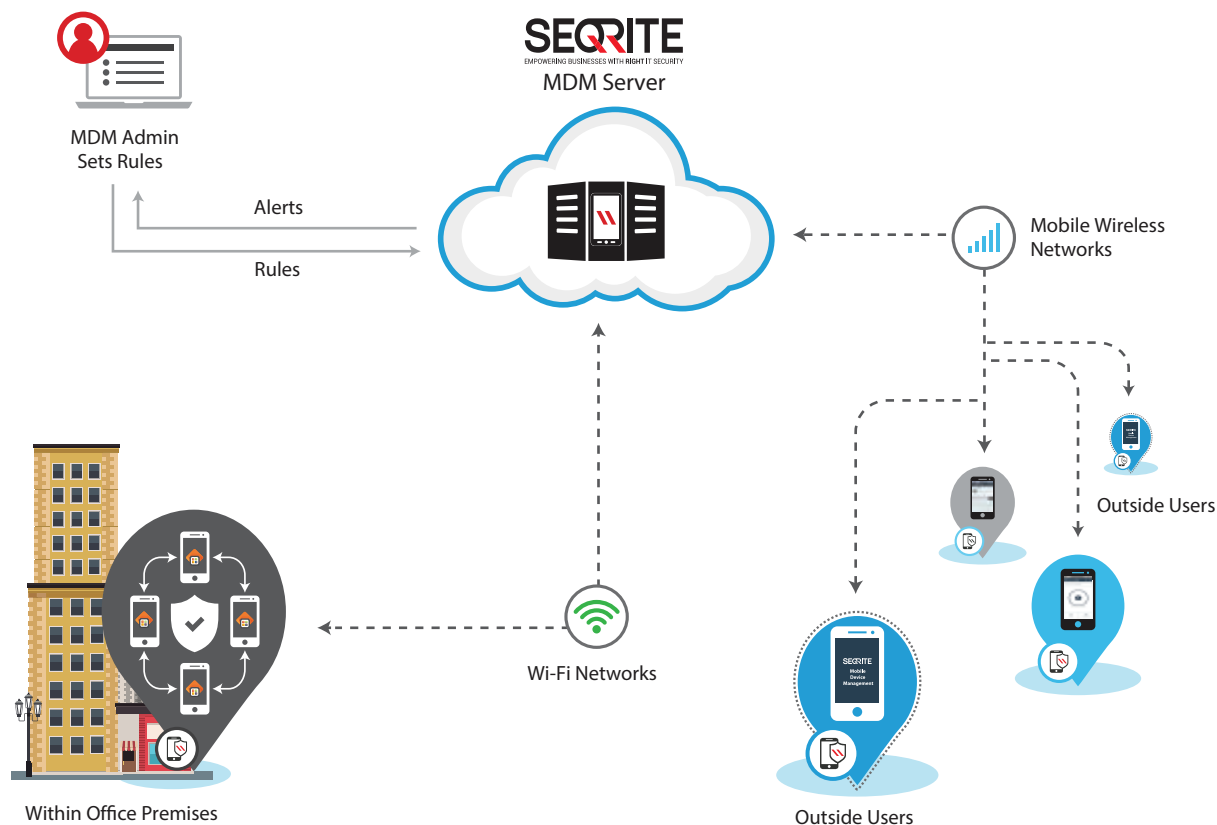 SEQRITE
EMPOWERING BUSINESSES WITH RIGHT IT SECURITY
MDM Server
MDM Admin
Sets Rules
Alerts
Rules
Mobile Wireless
Networks
Outside Users
Wi-Fi Networks
SEQRITE
Mobile
Device
Management
Within Office Premises
Outside Users